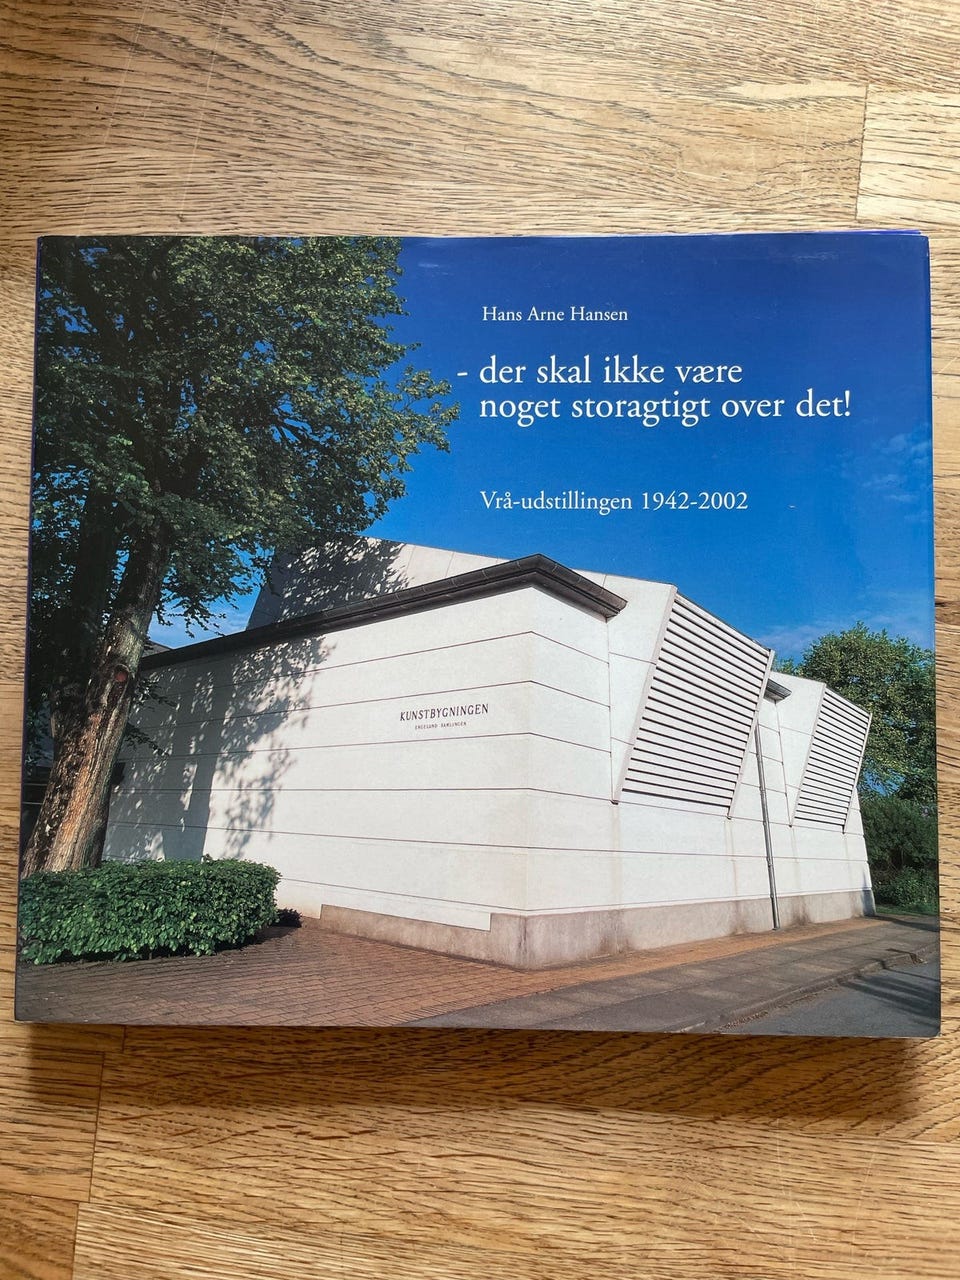 Hans Arne Hansen
- der skal ikke være
noget storagtigt over det!
Vrå-udstillingen 1942-2002
KUNSTBYGNINGEN
ENGELUND SAMLINGEN